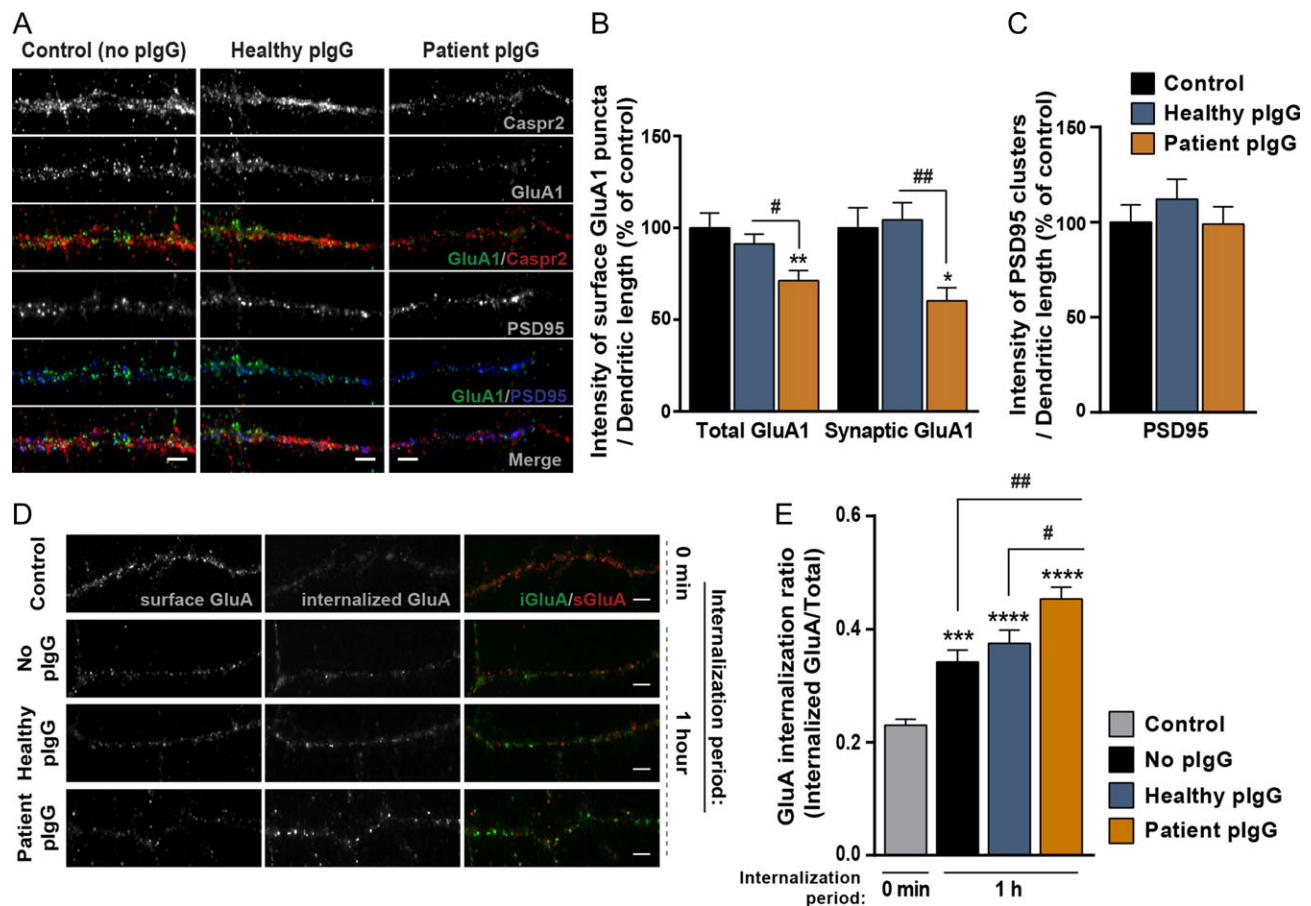 A
Control (no pIgG) Healthy pIgG Patient pIgG
Caspr2
GluA1
GluA1/Caspr2
PSD95
GluA1/PSD95
Merge
B
Intensity of surface GluA1 puncta
/ Dendritic length (% of control)
150
100
50
0
#
**
##
*
Total GluA1 Synaptic GluA1
C
Control
Healthy pIgG
Patient pIgG
Intensity of PSD95 clusters
/ Dendritic length (% of control)
150
100
50
0
PSD95
D
Control
No
pIgG
Healthy
pIgG
Patient
pIgG
surface GluA
internalized GluA
iGluA/sGluA
0 min
1 hour
Internalization period:
E
GluA internalization ratio
(Internalized GluA/Total)
0.6
0.4
0.2
0.0
##
#
***
****
****
Control
No pIgG
Healthy pIgG
Patient pIgG
Internalization
period:
0 min
1 h